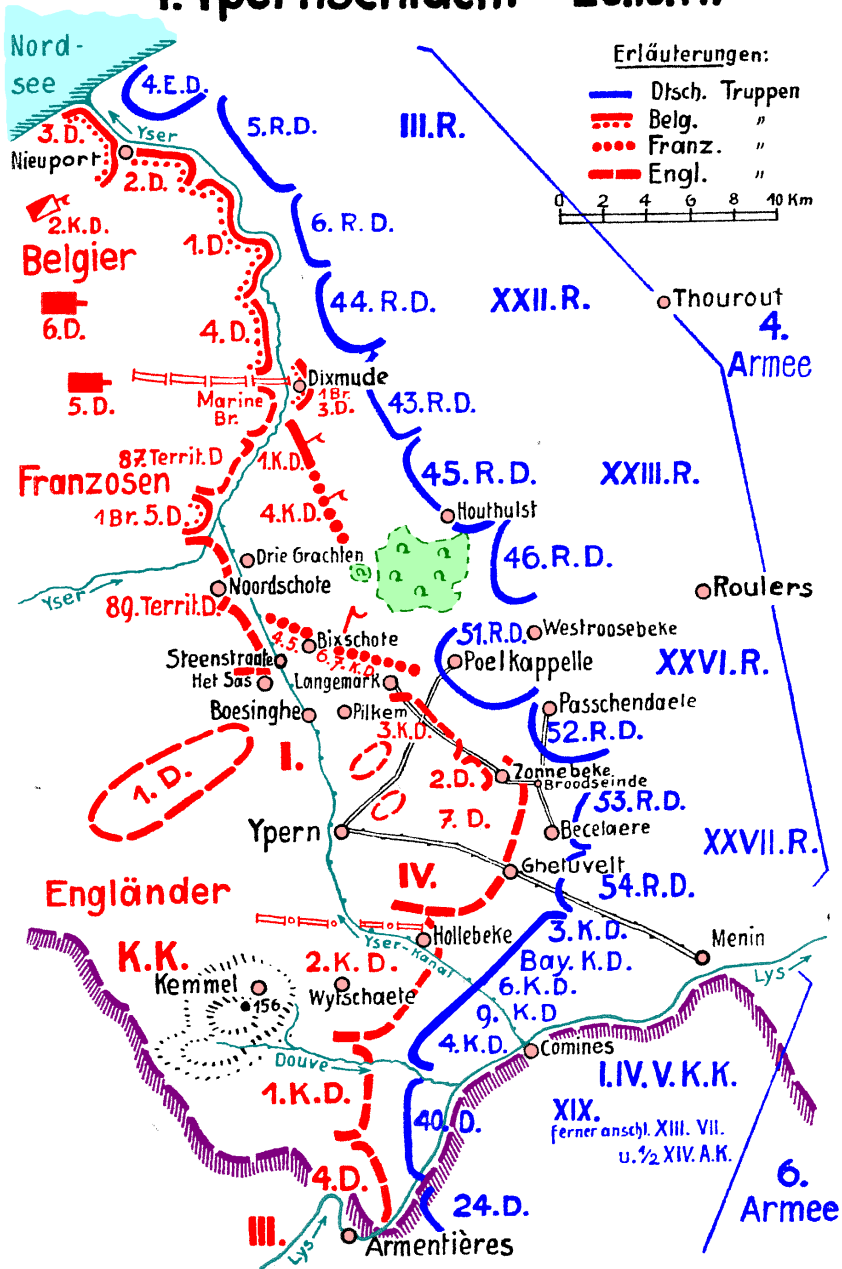 1. Ypernschlacht
Nord-
see
Erläuterungen:
Dtsch. Truppen
Belg. "
Franz. "
Engl. "
0 2 4 6 8 10 Km
4.E.D.
5.R.D.
III.R.
Yser
3.D.
Nieuport
2.D.
2.K.D.
Belgier
1.D.
6.R.D.
6.D.
44.R.D.
XXII.R.
Thourout
4.D.
4.
Armee
5.D.
Marine
Br.
Dixmude
1Br.
3.D.
43.R.D.
87.Territ.D
1.K.D.
45.R.D.
XXIII.R.
Franzosen
1Br.5.D.
4.K.D.
Houthulst
Drie Grachten
46.R.D.
Yser
Noordschote
Roulers
89.Territ.D.
4.5.
6.7.K.D.
Bixschote
51.R.D.
Westroosebeke
Steenstraate
Poelkappelle
XXVI.R.
Het Sas
Langemark
Boesinghe
Pilkem
Passchendaele
3.K.D.
52.R.D.
I.
1.D.
2.D.
Zonnebeke
Broodseinde
53.R.D.
Ypern
7.D.
Becelaere
XXVII.R.
Gheluvelt
IV.
54.R.D.
Engländer
3.K.D.
Hollebeke
Menin
Yser-Kanal
K.K.
2.K.D.
Bay.K.D.
Lys
Kemmel
156
Wytschaete
6.K.D.
9.K.D
4.K.D.
Comines
Douve
1.K.D.
I.IV.V.K.K.
40.D.
XIX.
ferner anschl. XIII. VII.
u. 1/2 XIV. A.K.
4.D.
6.
Armee
24.D.
III.
Lys
Armentières